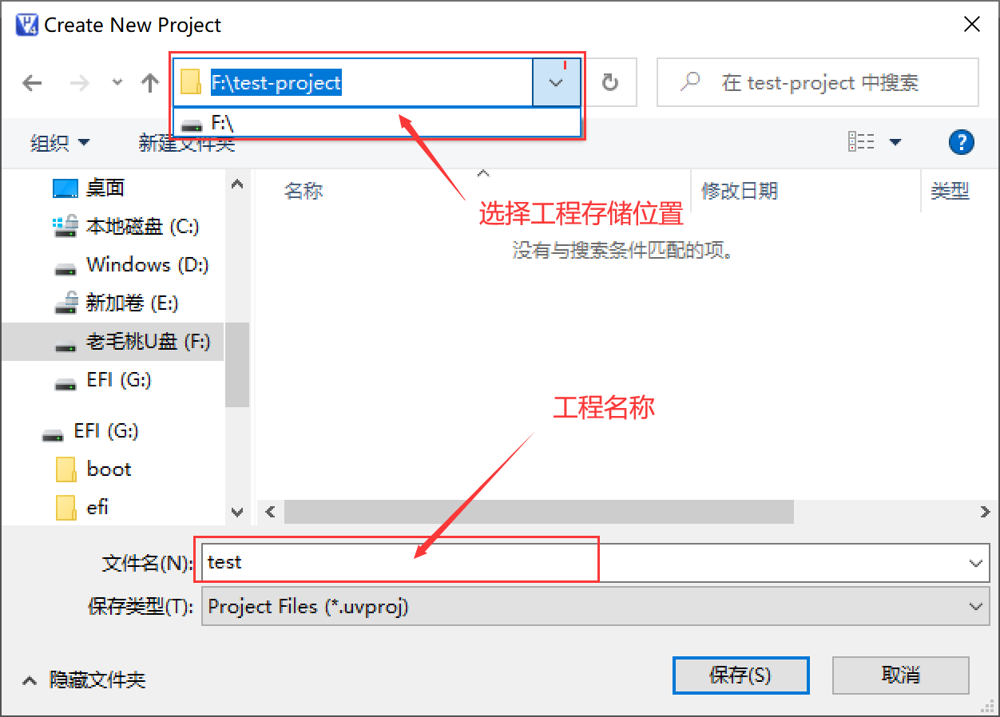 Create New Project
F:\test-project
在 test-project 中搜索
F:\
组织
新建文件夹
名称
修改日期
类型
选择工程存储位置
没有与搜索条件匹配的项。
桌面
本地磁盘 (C:)
Windows (D:)
新加卷 (E:)
老毛桃U盘 (F:)
EFI (G:)
EFI (G:)
boot
efi
工程名称
文件名(N):
test
保存类型(T):
Project Files (*.uvproj)
隐藏文件夹
保存(S)
取消